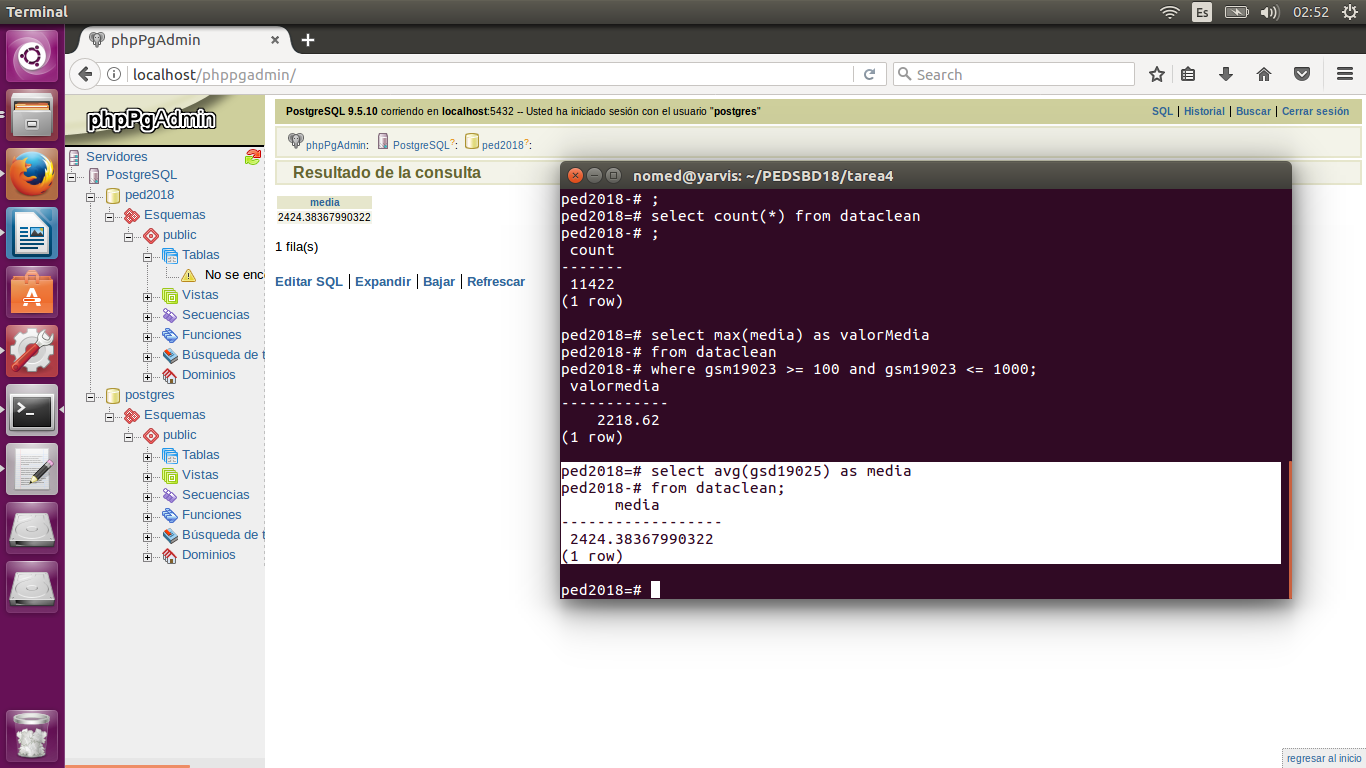 Terminal
Es
02:52
phpPgAdmin
localhost/phppgadmin/
Search
phpPgAdmin
Servidores
PostgreSQL
ped2018
Esquemas
public
Tablas
No se enc
Vistas
Secuencias
Funciones
Búsqueda de t
Dominios
postgres
Esquemas
public
Tablas
Vistas
Secuencias
Funciones
Búsqueda de t
Dominios
PostgreSQL 9.5.10 corriendo en localhost:5432 -- Usted ha iniciado sesión con el usuario "postgres"
SQL | Historial | Buscar | Cerrar sesión
phpPgAdmin: PostgreSQL?: ped2018?:
Resultado de la consulta
media
2424.38367990322
1 fila(s)
Editar SQL | Expandir | Bajar | Refrescar
nomed@yarvis: ~/PEDSBD18/tarea4
ped2018-# ;
ped2018=# select count(*) from dataclean
ped2018-# ;
count
-------
11422
(1 row)
ped2018=# select max(media) as valorMedia
ped2018-# from dataclean
ped2018-# where gsm19023 >= 100 and gsm19023 <= 1000;
valormedia
------------
2218.62
(1 row)
ped2018=# select avg(gsd19025) as media
ped2018-# from dataclean;
media
------------------
2424.38367990322
(1 row)
ped2018=#
regresar al inicio